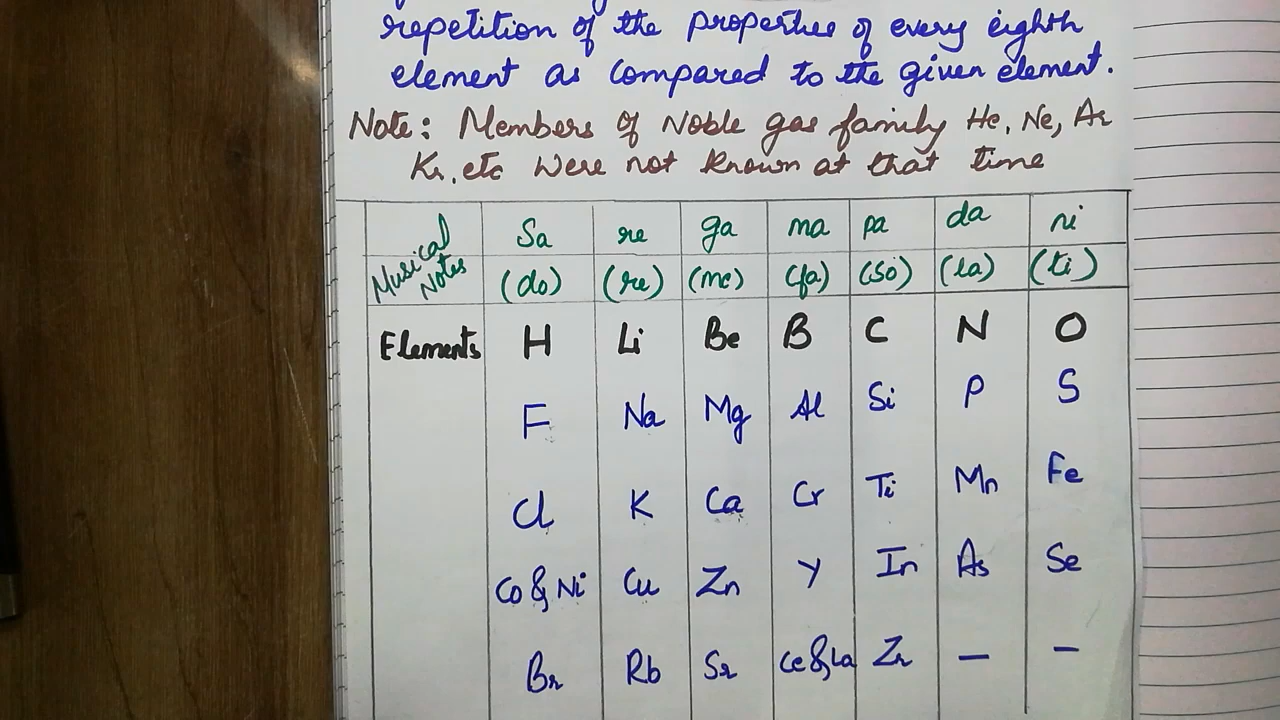 repetition of the properties of every eighth
element as compared to the given element.
Note: Members of Noble gas family He, Ne, Ar
Kr, etc were not known at that time
Musical Notes Sa re ga ma pa da ni
(do) (re) (me) (fa) (so) (la) (ti)
Elements H Li Be B C N O
F Na Mg Al Si P S
Cl K Ca Cr Ti Mn Fe
Co & Ni Cu Zn Y In As Se
Br Rb Sr Ce & La Zr — —